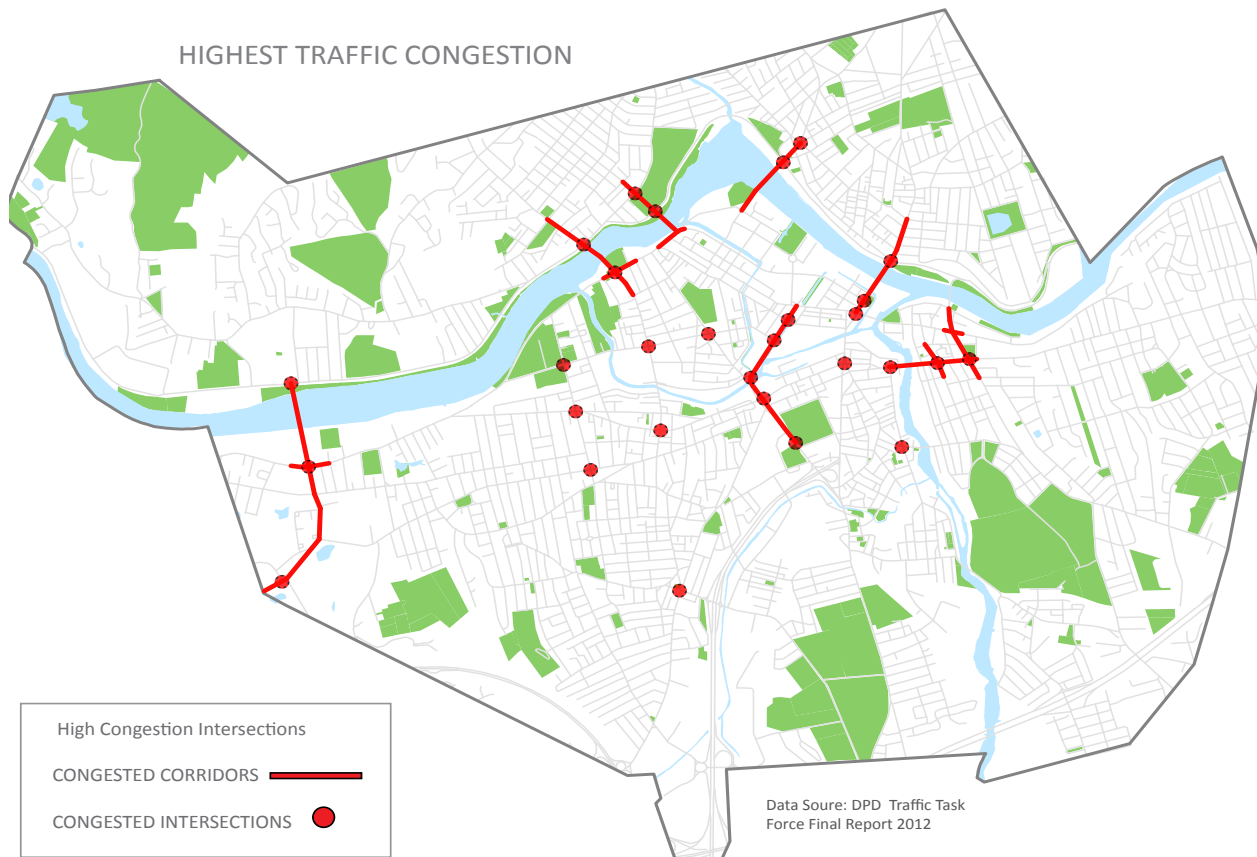 HIGHEST TRAFFIC CONGESTION
High Congestion Intersections
CONGESTED CORRIDORS
CONGESTED INTERSECTIONS
Data Soure: DPD Traffic Task
Force Final Report 2012